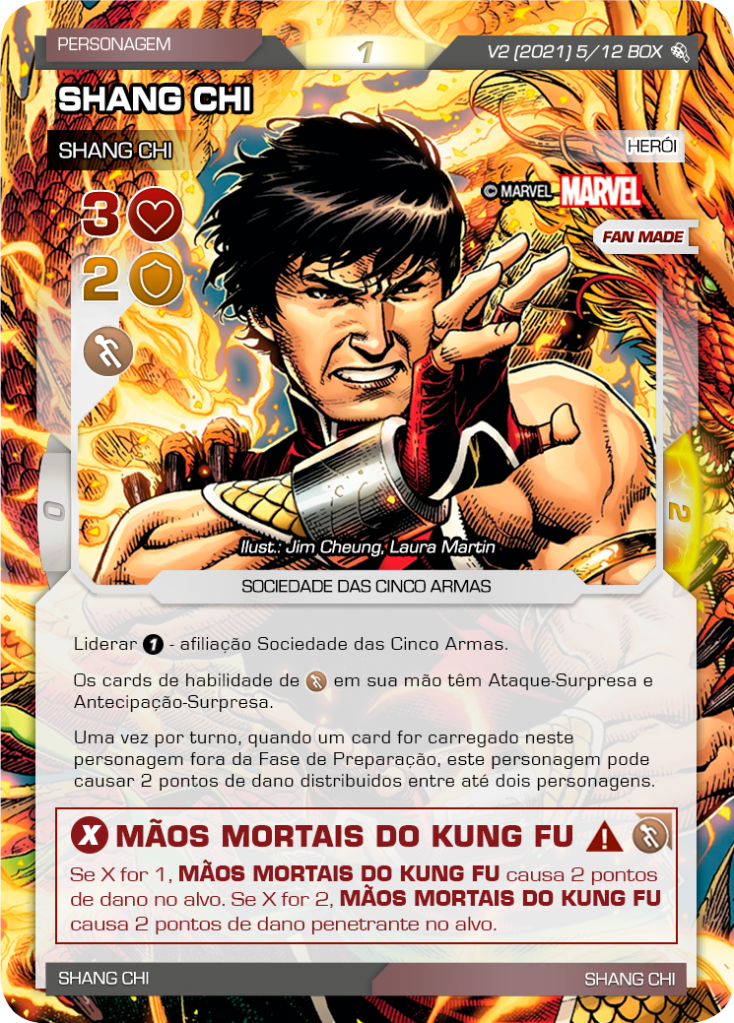 PERSONAGEM
1
V2 (2021) 5/12 BOX
SHANG CHI
SHANG CHI
HERÓI
© MARVEL MARVEL
3
FAN MADE
2
0
2
Ilust.: Jim Cheung, Laura Martin
SOCIEDADE DAS CINCO ARMAS
Liderar 1 - afiliação Sociedade das Cinco Armas.
Os cards de habilidade de em sua mão têm Ataque-Surpresa e
Antecipação-Surpresa.
Uma vez por turno, quando um card for carregado neste
personagem fora da Fase de Preparação, este personagem pode
causar 2 pontos de dano distribuidos entre até dois personagens.
X MÃOS MORTAIS DO KUNG FU
Se X for 1, MÃOS MORTAIS DO KUNG FU causa 2 pontos
de dano no alvo. Se X for 2, MÃOS MORTAIS DO KUNG FU
causa 2 pontos de dano penetrante no alvo.
SHANG CHI
SHANG CHI